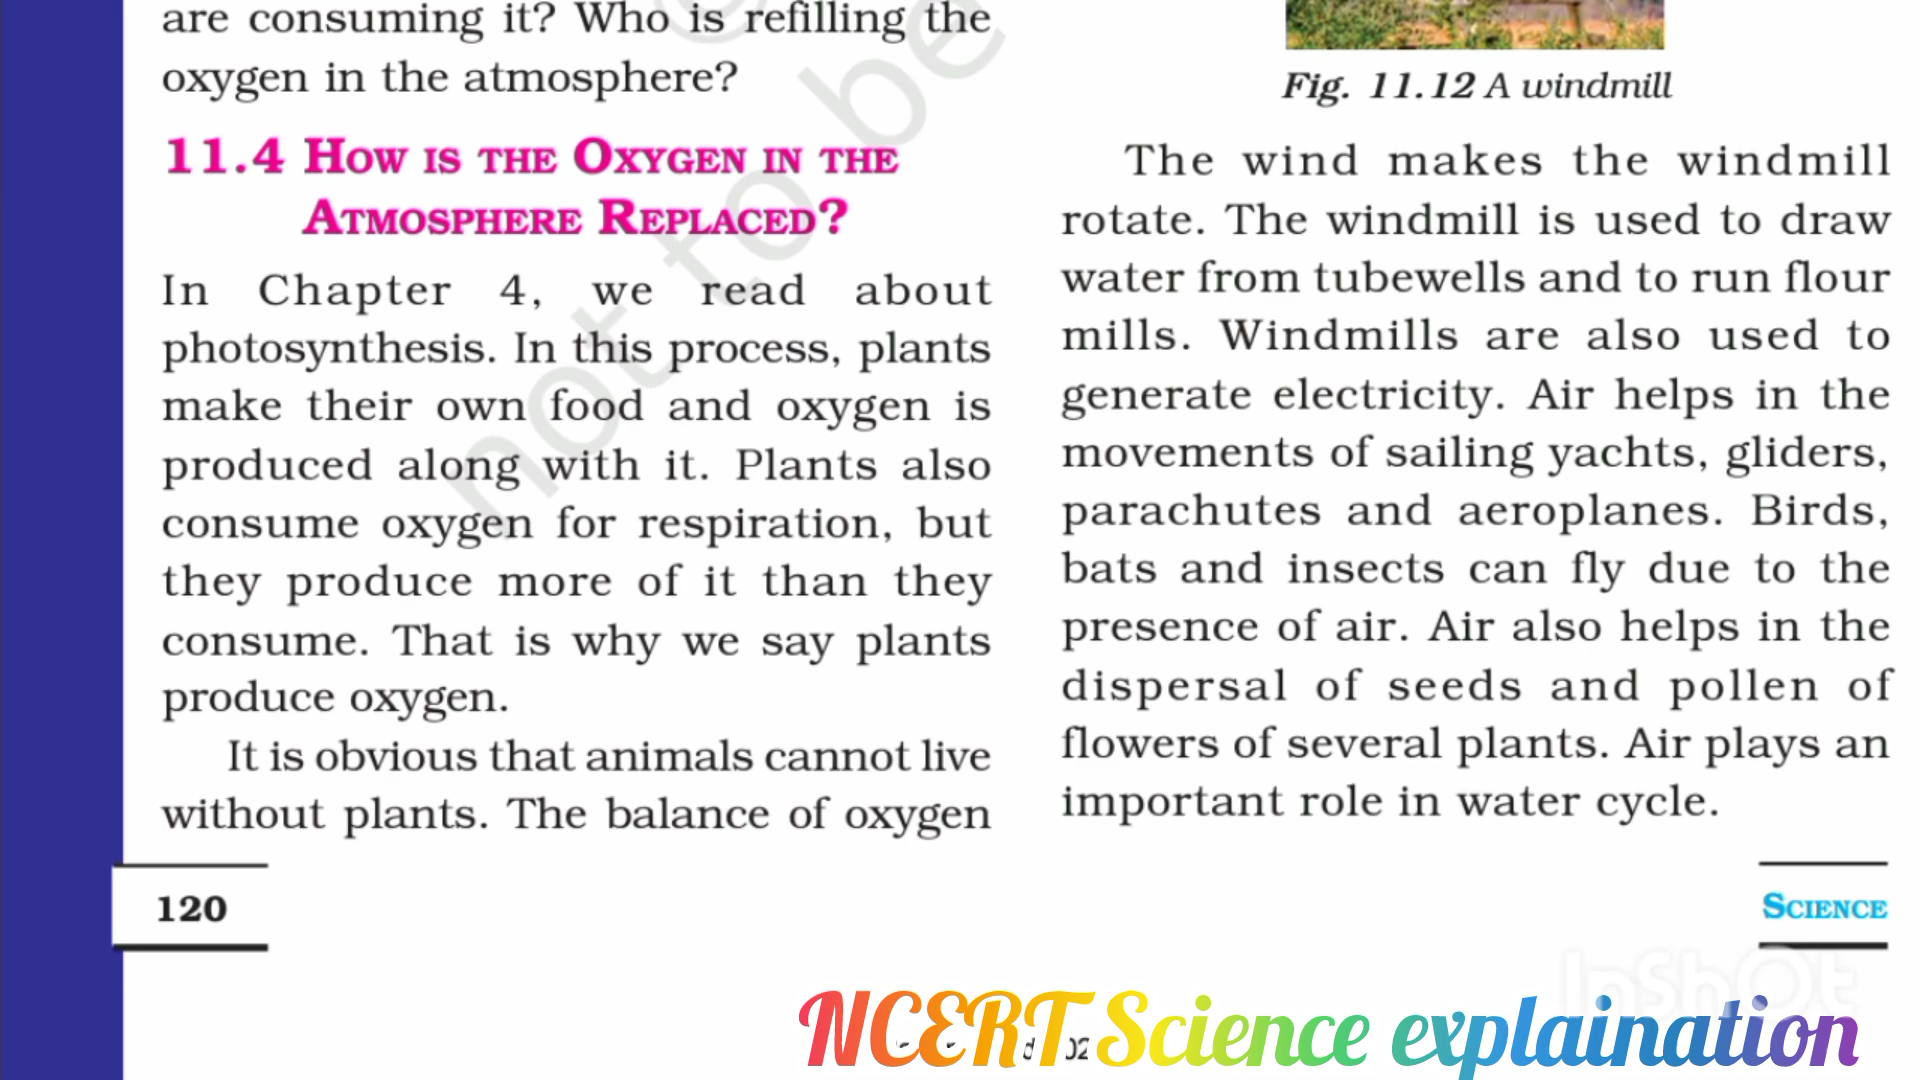 are consuming it? Who is refilling the
oxygen in the atmosphere?
11.4 HOW IS THE OXYGEN IN THE
ATMOSPHERE REPLACED?
In Chapter 4, we read about
photosynthesis. In this process, plants
make their own food and oxygen is
produced along with it. Plants also
consume oxygen for respiration, but
they produce more of it than they
consume. That is why we say plants
produce oxygen.
It is obvious that animals cannot live
without plants. The balance of oxygen
Fig. 11.12 A windmill
The wind makes the windmill
rotate. The windmill is used to draw
water from tubewells and to run flour
mills. Windmills are also used to
generate electricity. Air helps in the
movements of sailing yachts, gliders,
parachutes and aeroplanes. Birds,
bats and insects can fly due to the
presence of air. Air also helps in the
dispersal of seeds and pollen of
flowers of several plants. Air plays an
important role in water cycle.
120
SCIENCE
not to be
InShOt
NCERT Science explaination